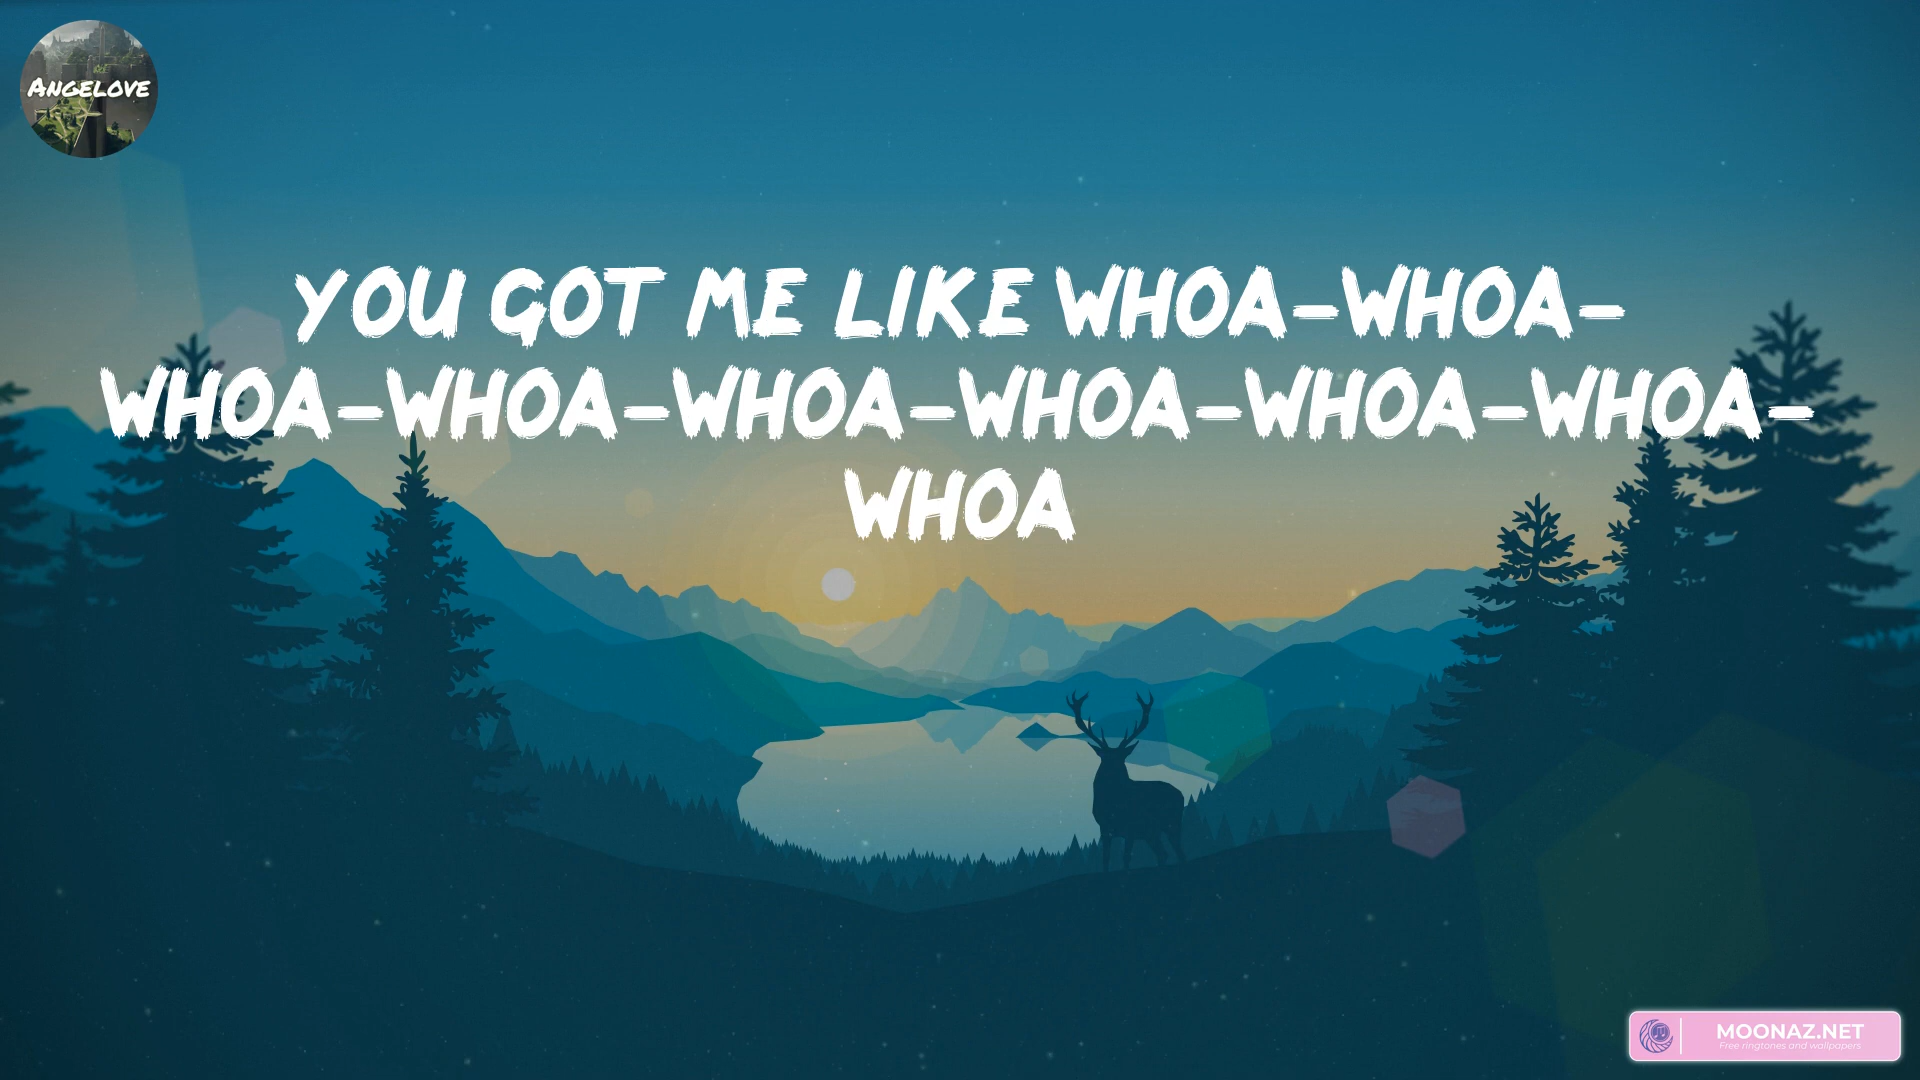 ANGELOVE
YOU GOT ME LIKE WHOA-WHOA-
WHOA-WHOA-WHOA-WHOA-WHOA-WHOA-
WHOA
MOONAZ.NET
Free ringtones and wallpapers